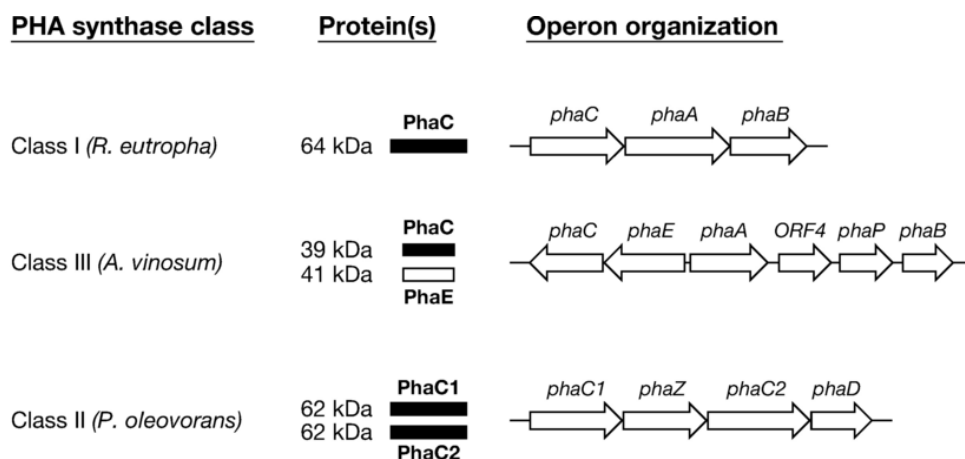 PHA synthase class Protein(s) Operon organization
PhaC phaC phaA phaB
Class I (R. eutropha) 64 kDa
PhaC phaC phaE phaA ORF4 phaP phaB
39 kDa
Class III (A. vinosum)
41 kDa
PhaE
PhaC1 phaC1 phaZ phaC2 phaD
62 kDa
Class II (P. oleovorans)
62 kDa
PhaC2